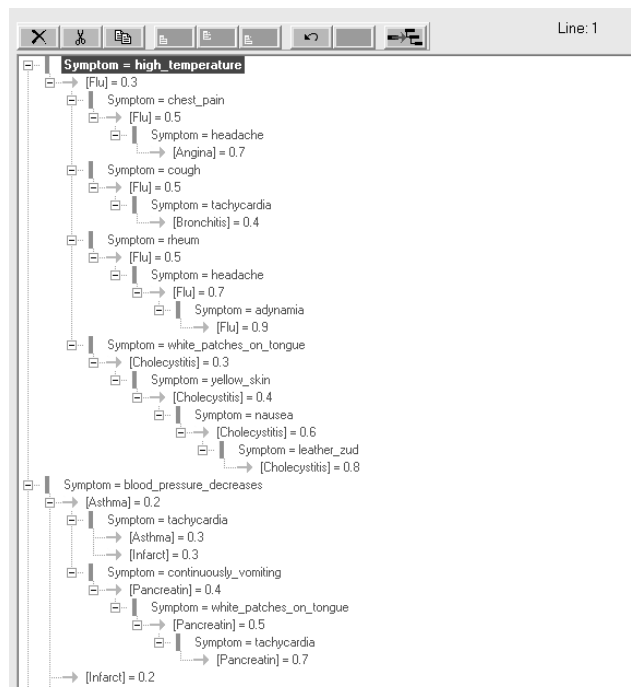 Line: 1
Symptom = high_temperature
[Flu] = 0.3
Symptom = chest_pain
[Flu] = 0.5
Symptom = headache
[Angina] = 0.7
Symptom = cough
[Flu] = 0.5
Symptom = tachycardia
[Bronchitis] = 0.4
Symptom = rheum
[Flu] = 0.5
Symptom = headache
[Flu] = 0.7
Symptom = adynamia
[Flu] = 0.9
Symptom = white_patches_on_tongue
[Cholecystitis] = 0.3
Symptom = yellow_skin
[Cholecystitis] = 0.4
Symptom = nausea
[Cholecystitis] = 0.6
Symptom = leather_zud
[Cholecystitis] = 0.8
Symptom = blood_pressure_decreases
[Asthma] = 0.2
Symptom = tachycardia
[Asthma] = 0.3
[Infarct] = 0.3
Symptom = continuously_vomiting
[Pancreatin] = 0.4
Symptom = white_patches_on_tongue
[Pancreatin] = 0.5
Symptom = tachycardia
[Pancreatin] = 0.7
[Infarct] = 0.2